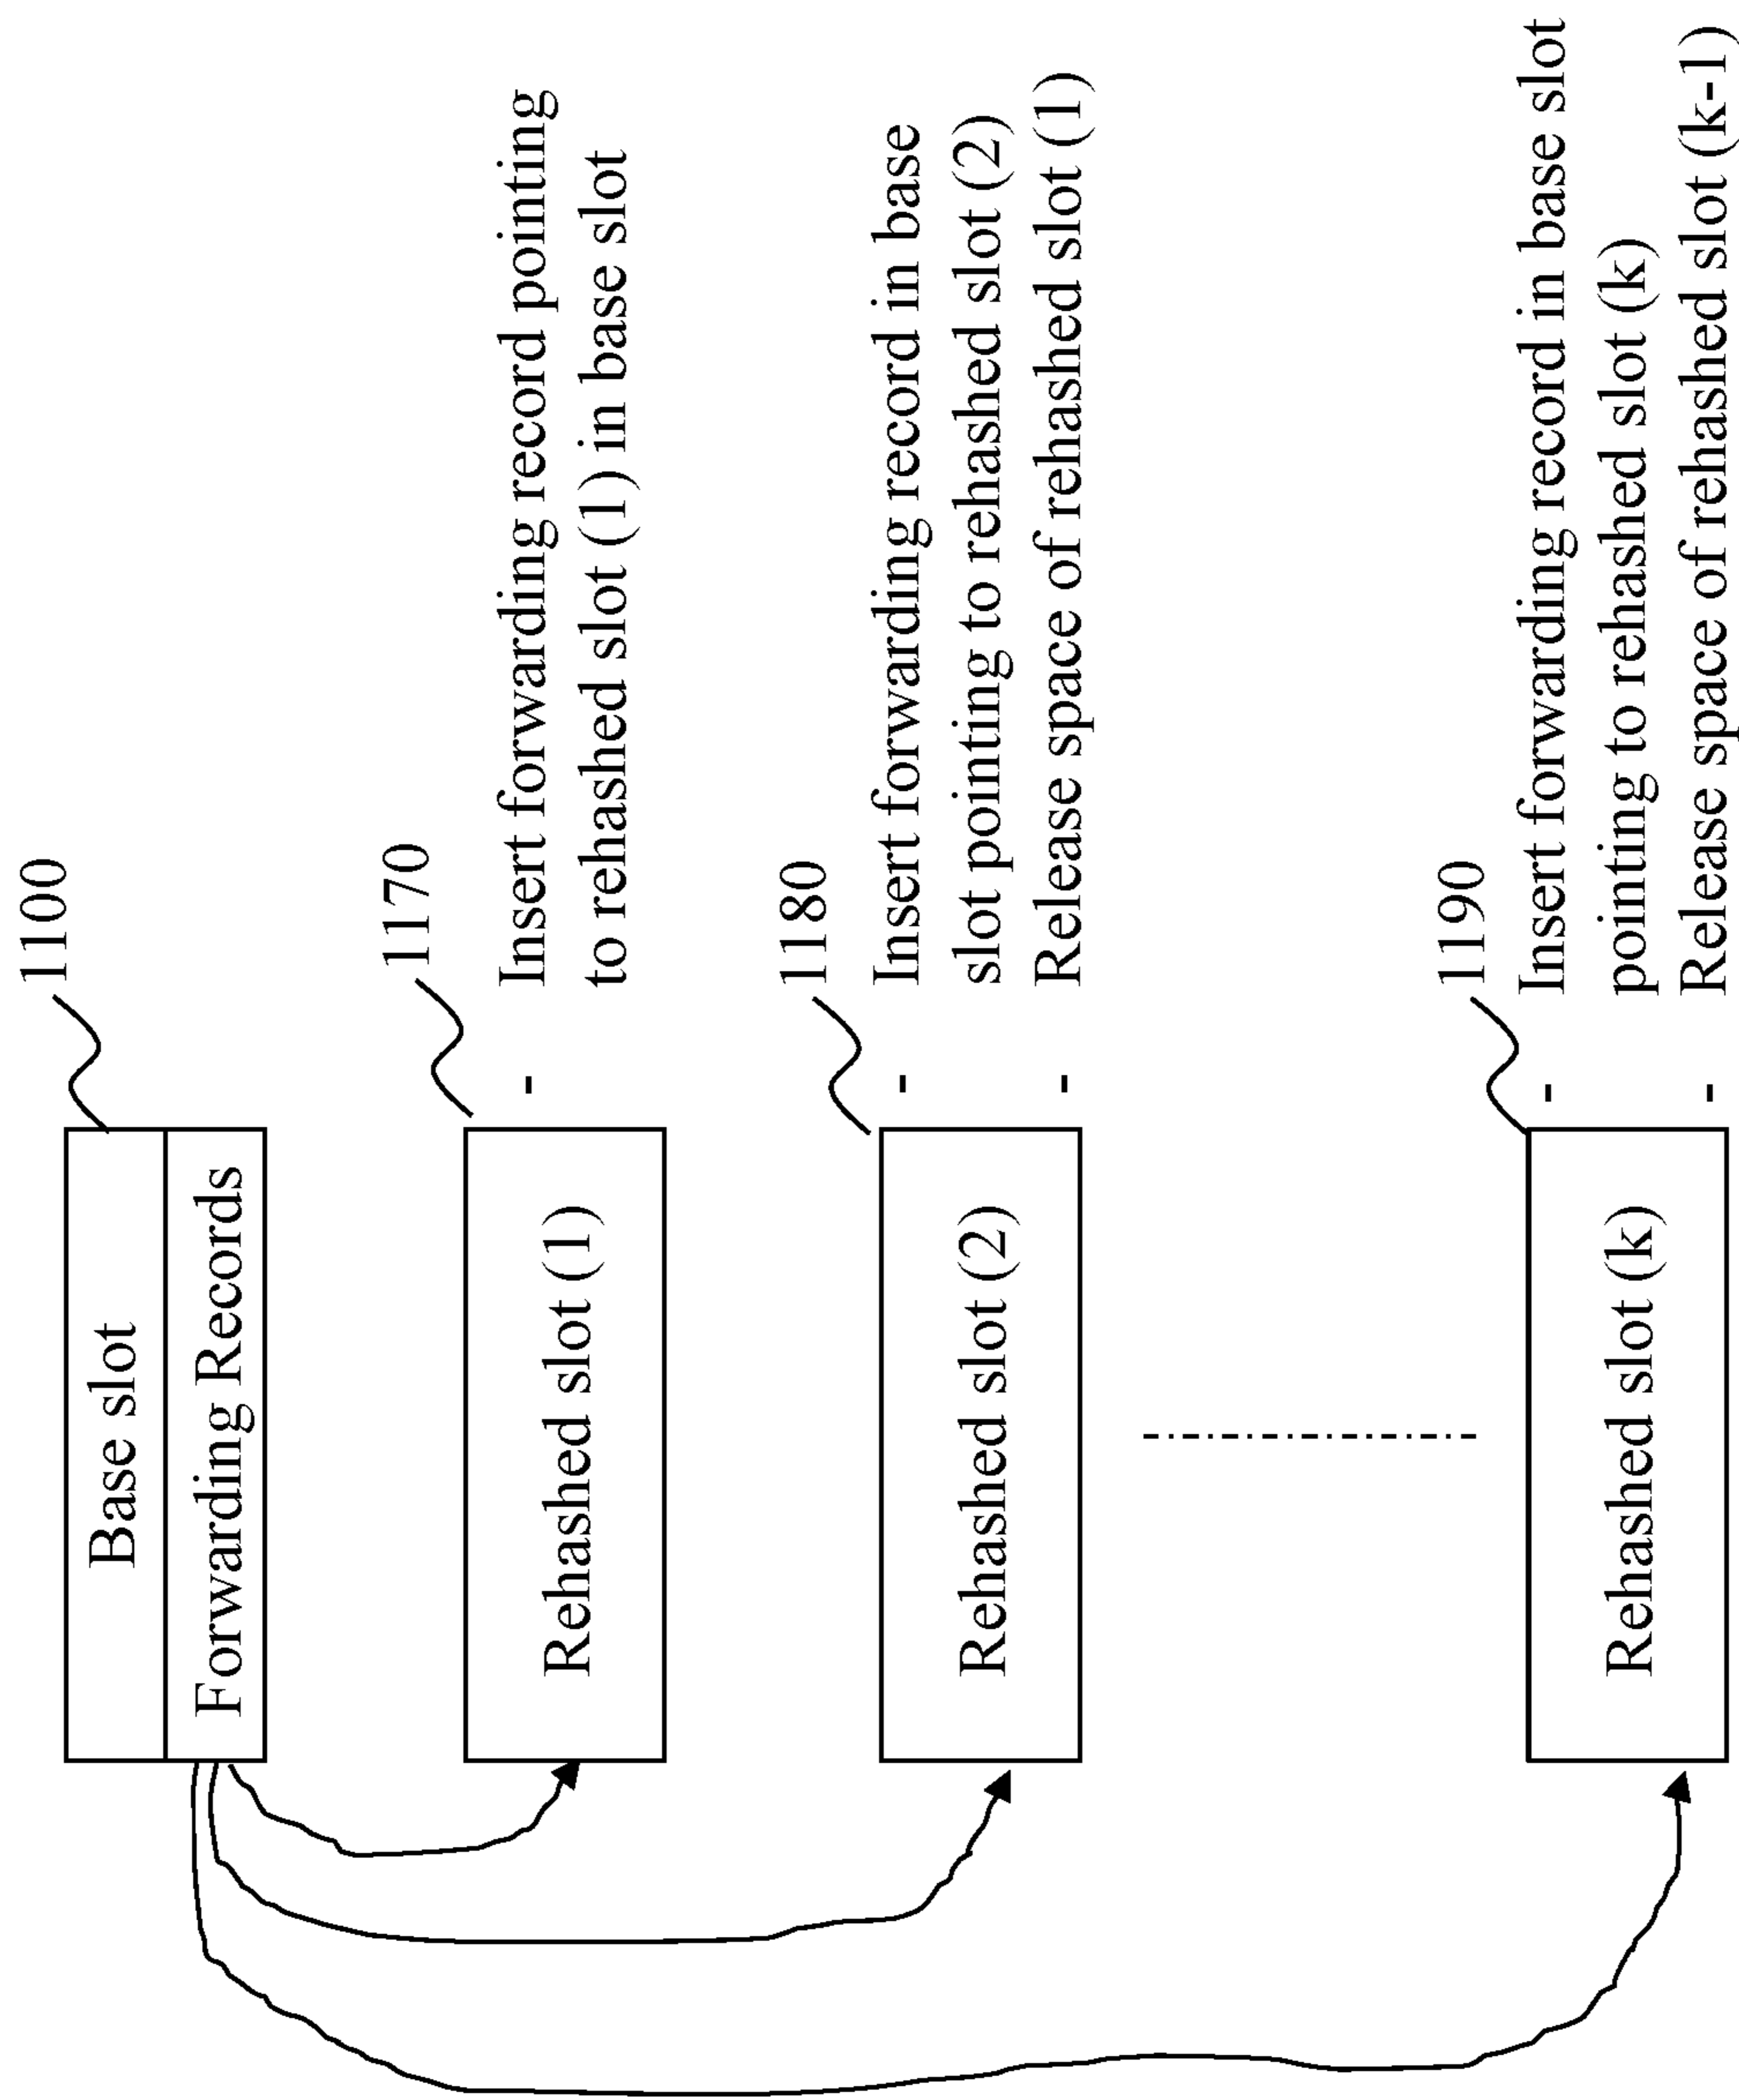 1100
Base slot
Forwarding Records
1170
Rehashed slot (1)
- Insert forwarding record pointing
to rehashed slot (1) in base slot
1180
Rehashed slot (2)
- Insert forwarding record in base
slot pointing to rehashed slot (2)
- Release space of rehashed slot (1)
1190
Rehashed slot (k)
- Insert forwarding record in base slot
pointing to rehashed slot (k)
- Release space of rehashed slot (k-1)